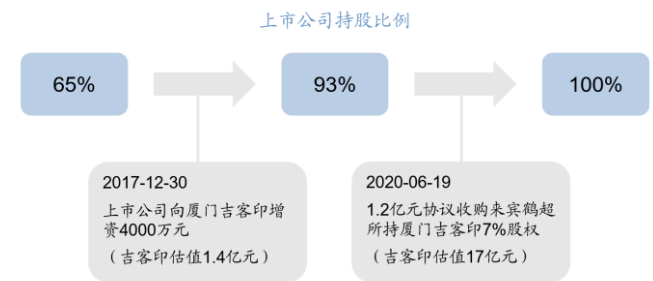 上市公司持股比例
65%
93%
100%
2017-12-30
上市公司向厦门吉客印增
资4000万元
（吉客印估值1.4亿元）
2020-06-19
1.2亿元协议收购来宾鹤超
所持厦门吉客印7%股权
（吉客印估值17亿元）